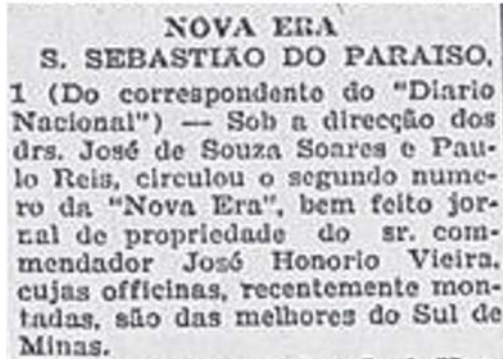 NOVA ERA
S. SEBASTIÃO DO PARAISO,
1 (Do correspondente do "Diario
Nacional") — Sob a direcção dos
drs. José de Souza Soares e Pau-
lo Reis, circulou o segundo nume-
ro da "Nova Era", bem feito jor-
nal de propriedade do sr. com-
mendador José Honorio Vieira,
cujas officinas, recentemente mon-
tadas, são das melhores do Sul de
Minas.